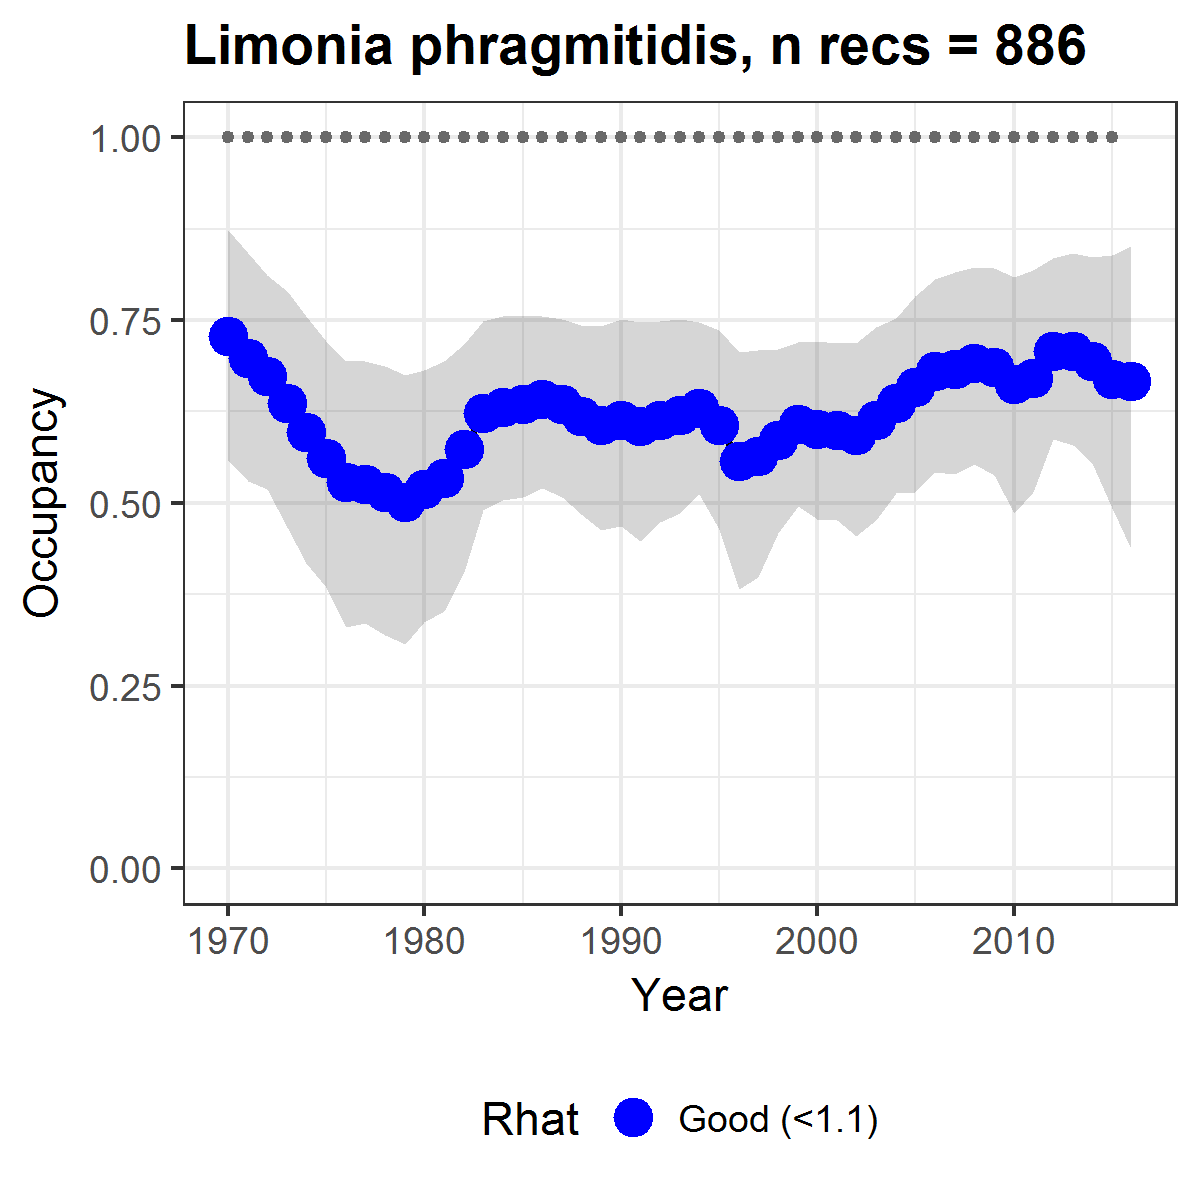 Limonia phragmitidis, n recs = 886
1.00
0.75
0.50
0.25
0.00
Occupancy
1970 1980 1990 2000 2010
Year
Rhat Good (<1.1)